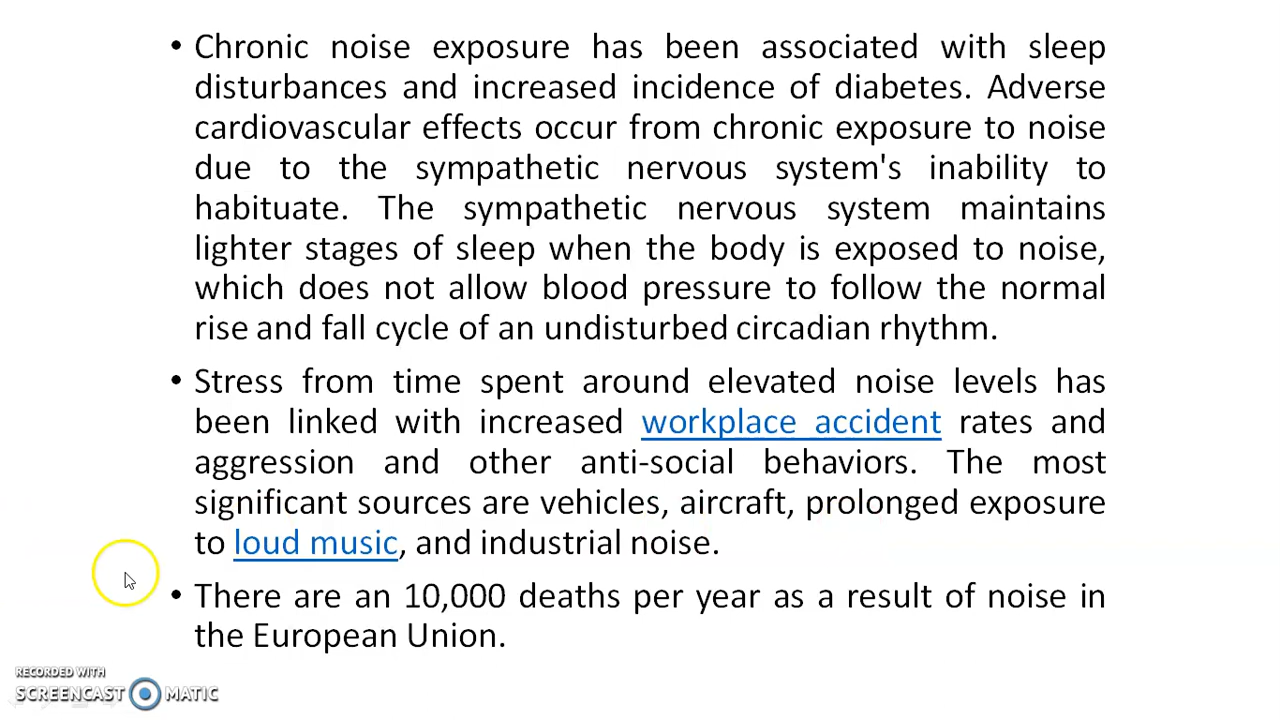 • Chronic noise exposure has been associated with sleep
disturbances and increased incidence of diabetes. Adverse
cardiovascular effects occur from chronic exposure to noise
due to the sympathetic nervous system's inability to
habituate. The sympathetic nervous system maintains
lighter stages of sleep when the body is exposed to noise,
which does not allow blood pressure to follow the normal
rise and fall cycle of an undisturbed circadian rhythm.
• Stress from time spent around elevated noise levels has
been linked with increased workplace accident rates and
aggression and other anti-social behaviors. The most
significant sources are vehicles, aircraft, prolonged exposure
to loud music, and industrial noise.
• There are an 10,000 deaths per year as a result of noise in
the European Union.
RECORDED WITH
SCREENCAST MATIC